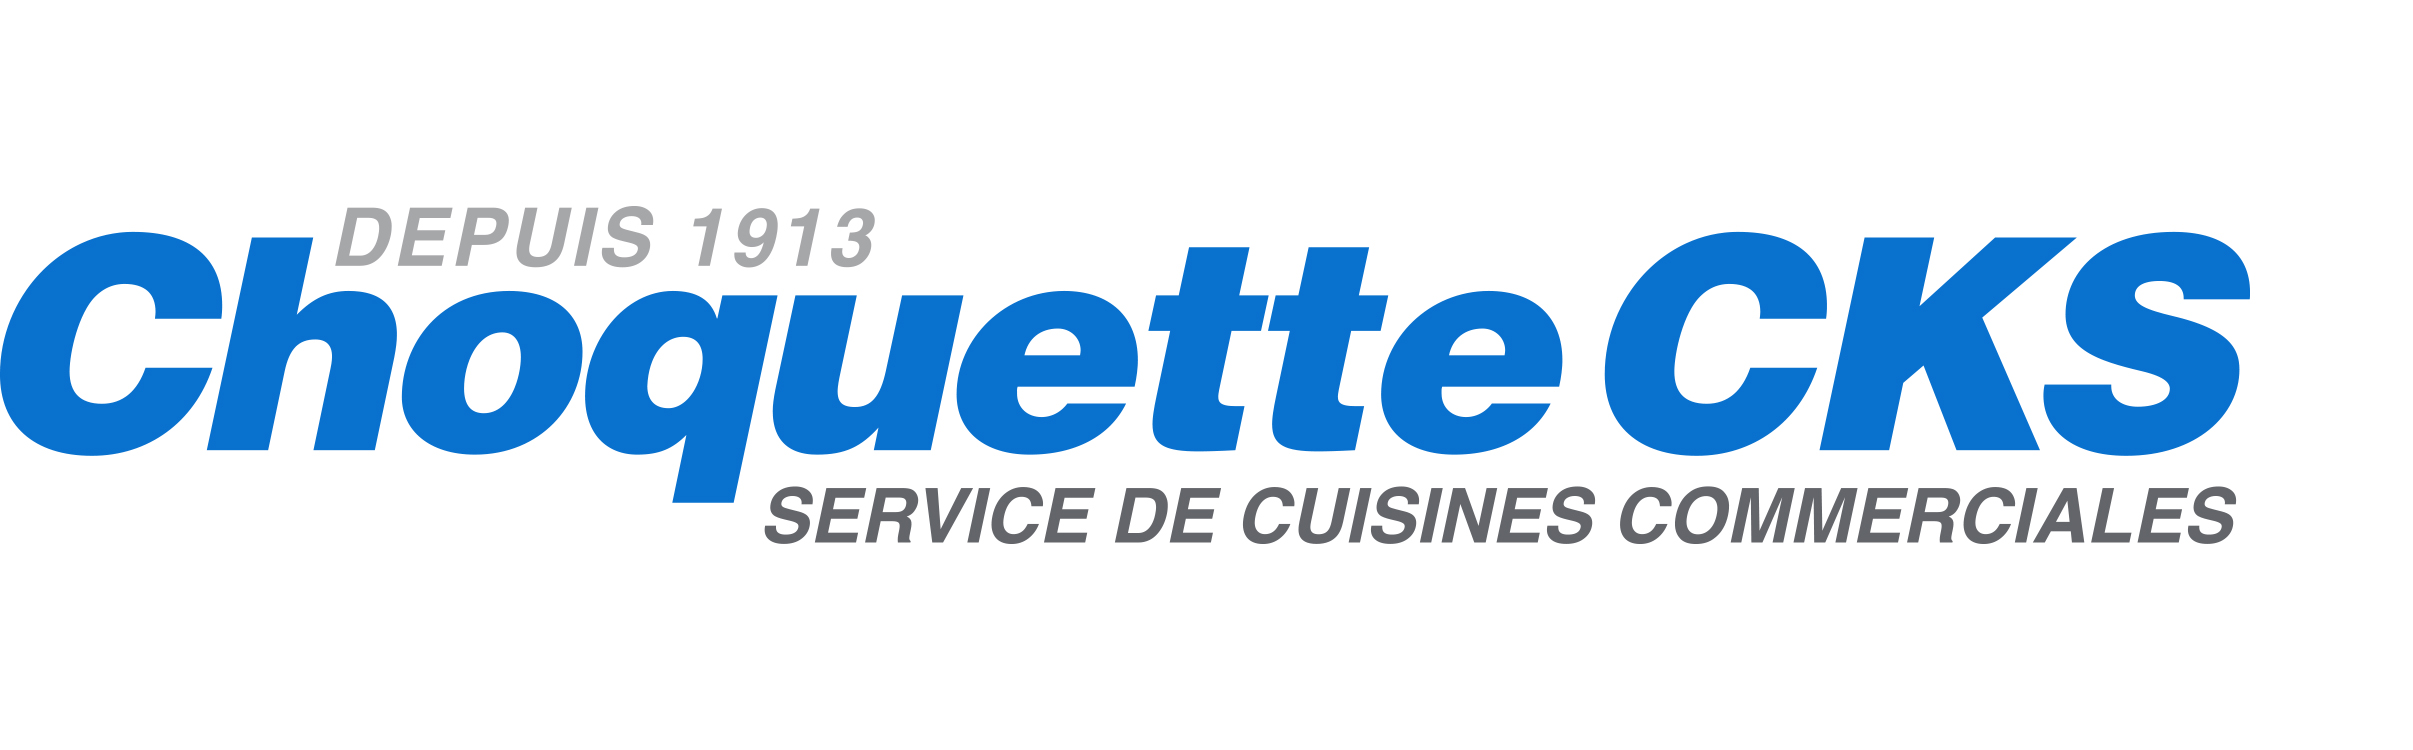 DEPUIS 1913
Choquette CKS
SERVICE DE CUISINES COMMERCIALES